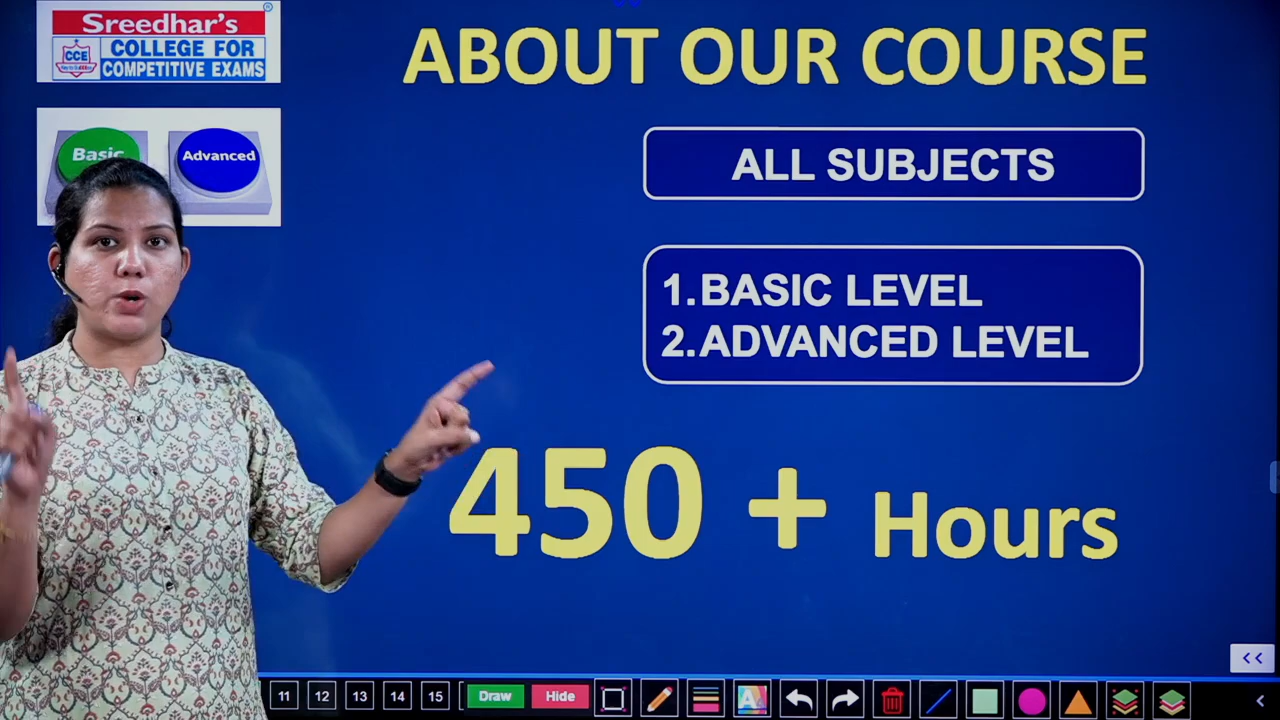 Sreedhar's
®
CCE
COLLEGE FOR
COMPETITIVE EXAMS
ABOUT OUR COURSE
Basic
Advanced
ALL SUBJECTS
1.BASIC LEVEL
2.ADVANCED LEVEL
450 + Hours
<<
11 12 13 14 15 Draw Hide A <